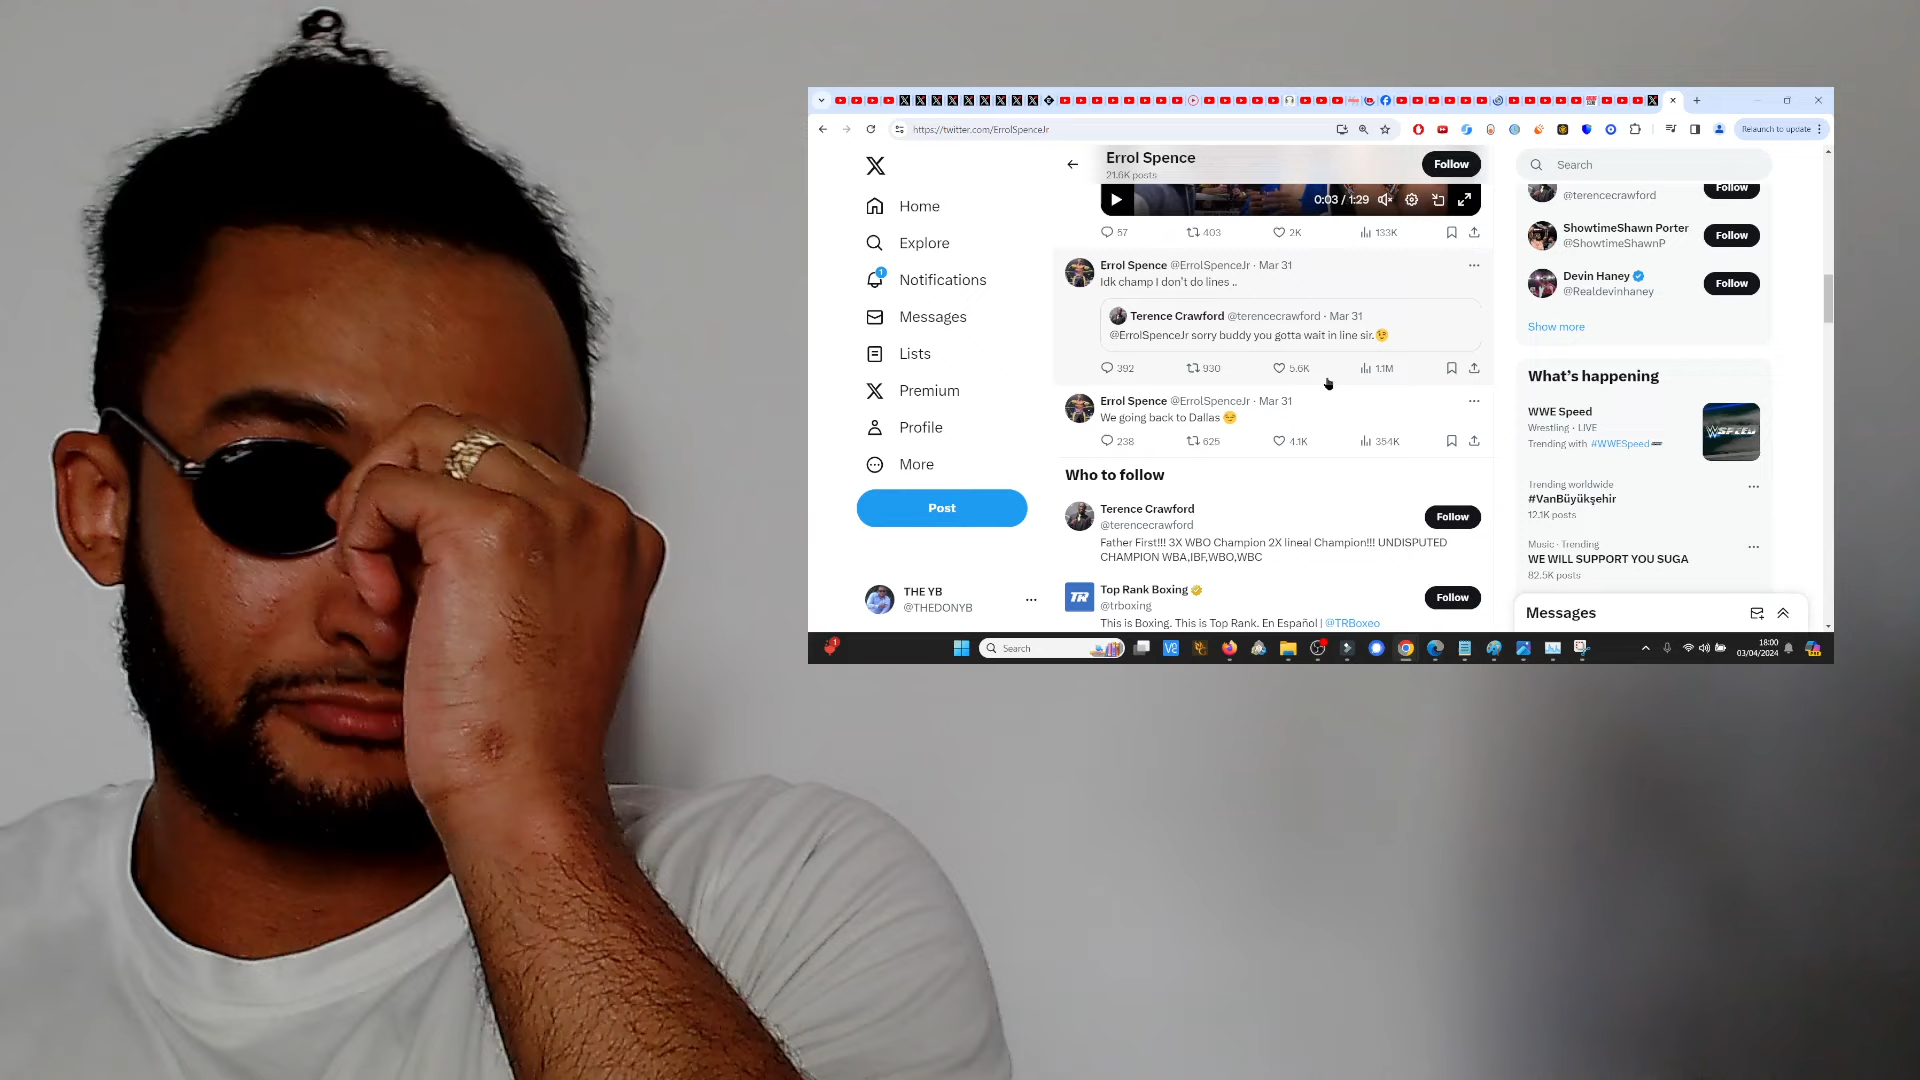 https://twitter.com/ErrolSpenceJr
Relaunch to update
Home
Explore
1
Notifications
Messages
Lists
Premium
Profile
More
Post
THE YB
@THEDONYB
Errol Spence
21.6K posts
Follow
0:03 / 1:29
57 403 2K 133K
Errol Spence @ErrolSpenceJr · Mar 31
Idk champ I don't do lines ..
Terence Crawford @terencecrawford · Mar 31
@ErrolSpenceJr sorry buddy you gotta wait in line sir.😉
392 930 5.6K 1.1M
Errol Spence @ErrolSpenceJr · Mar 31
We going back to Dallas 😏
238 625 4.1K 354K
Who to follow
Terence Crawford
@terencecrawford
Follow
Father First!!! 3X WBO Champion 2X lineal Champion!!! UNDISPUTED
CHAMPION WBA,IBF,WBO,WBC
TR
Top Rank Boxing
@trboxing
Follow
This is Boxing. This is Top Rank. En Español | @TRBoxeo
Search
@terencecrawford
Follow
ShowtimeShawn Porter
@ShowtimeShawnP
Follow
Devin Haney
@Realdevinhaney
Follow
Show more
What's happening
WWE Speed
Wrestling · LIVE
Trending with #WWESpeed
Trending worldwide
#VanBüyükşehir
12.1K posts
Music · Trending
WE WILL SUPPORT YOU SUGA
82.5K posts
Messages
1
Search
18:00
03/04/2024